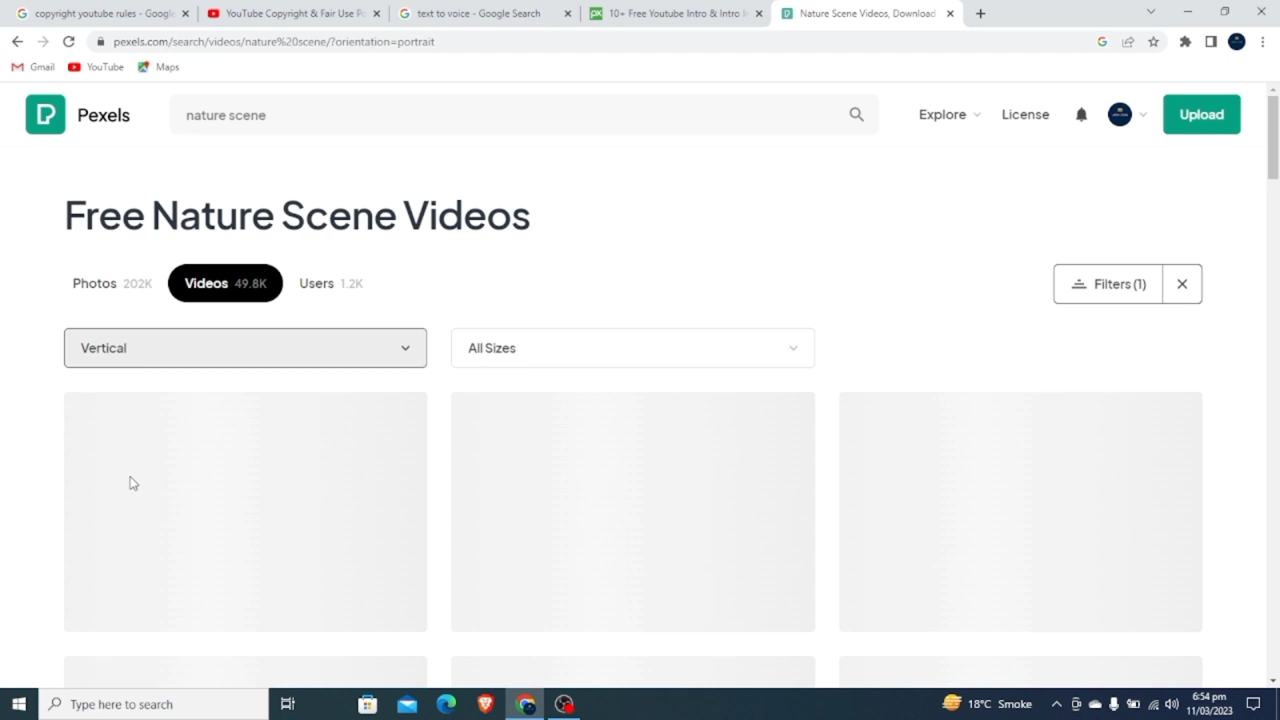 copyright youtube rules - Google
YouTube Copyright & Fair Use Po
text to voice - Google Search
10+ Free Youtube Intro & Intro
Nature Scene Videos, Download
pexels.com/search/videos/nature%20scene/?orientation=portrait
Gmail
YouTube
Maps
Pexels
nature scene
Explore
License
Upload
Free Nature Scene Videos
Photos 202K
Videos 49.8K
Users 1.2K
Filters (1)
Vertical
All Sizes
Type here to search
18°C Smoke
6:54 pm
11/03/2023